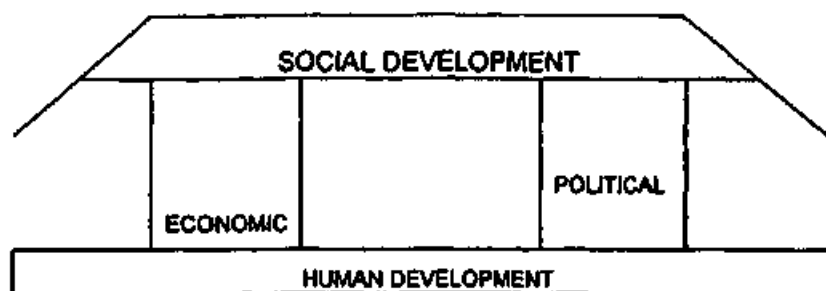 SOCIAL DEVELOPMENT
POLITICAL
ECONOMIC
HUMAN DEVELOPMENT